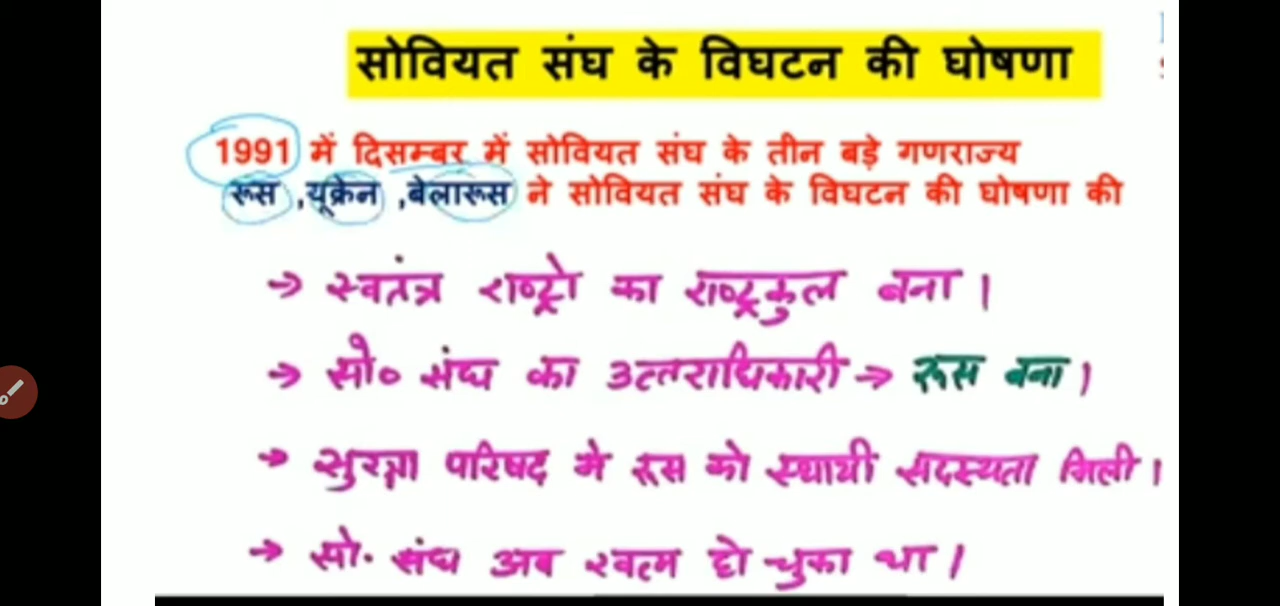 सोवियत संघ के विघटन की घोषणा
1991 में दिसम्बर में सोवियत संघ के तीन बड़े गणराज्य
रूस ,यूक्रेन ,बेलारूस ने सोवियत संघ के विघटन की घोषणा की
→ स्वतंत्र राष्ट्रो का राष्ट्रकुल बना।
→ सो० संघ का उत्तराधिकारी → रूस बना।
→ सुरक्षा परिषद मे रूस को स्थायी सदस्यता मिली।
→ सो. संघ अब खत्म हो चुका था।